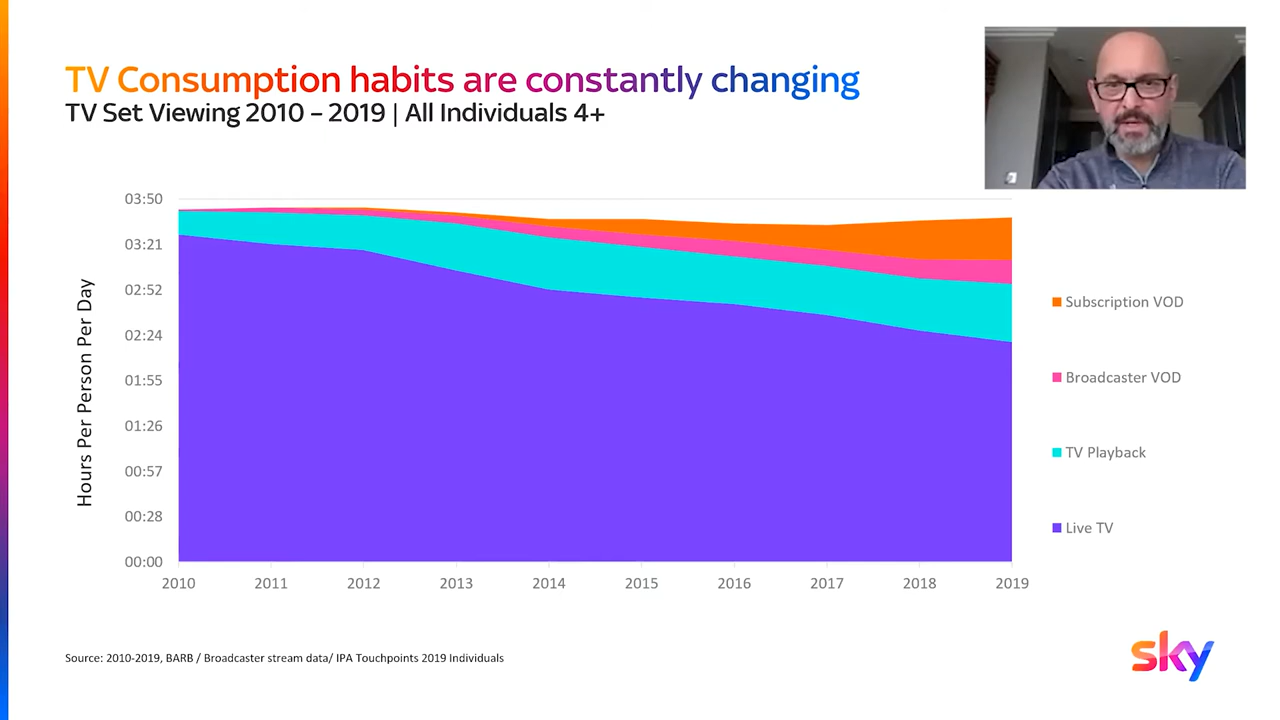 TV Consumption habits are constantly changing
TV Set Viewing 2010 – 2019 | All Individuals 4+
Hours Per Person Per Day
03:50
03:21
02:52
02:24
01:55
01:26
00:57
00:28
00:00
2010 2011 2012 2013 2014 2015 2016 2017 2018 2019
Subscription VOD
Broadcaster VOD
TV Playback
Live TV
Source: 2010-2019, BARB / Broadcaster stream data/ IPA Touchpoints 2019 Individuals
sky